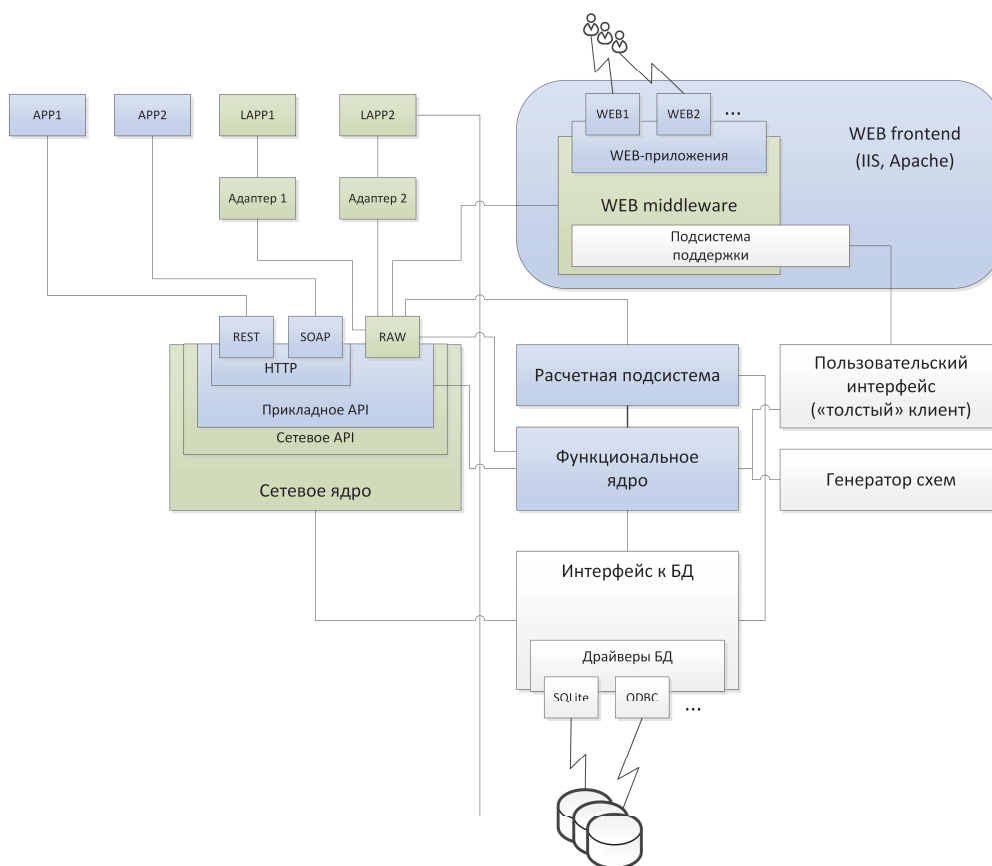 APP1
APP2
LAPP1
LAPP2
Адаптер 1
Адаптер 2
WEB1
WEB2
...
WEB-приложения
WEB middleware
Подсистема
поддержки
WEB frontend
(IIS, Apache)
REST
SOAP
RAW
HTTP
Прикладное API
Сетевое API
Сетевое ядро
Расчетная подсистема
Функциональное
ядро
Пользовательский
интерфейс
(«толстый» клиент)
Генератор схем
Интерфейс к БД
Драйверы БД
SQLite
ODBC
...